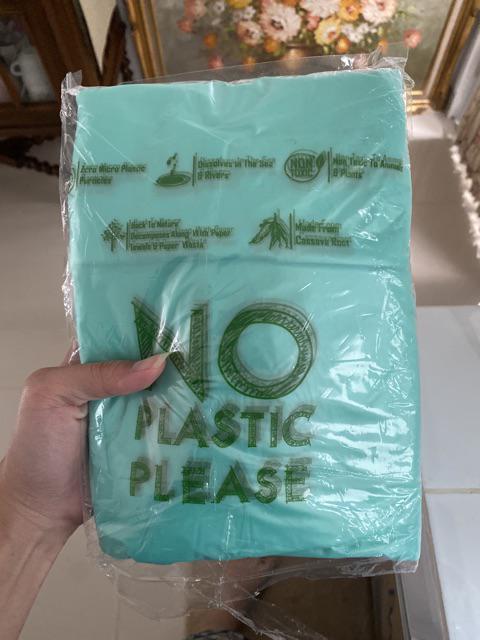 Zero Micro Plastic
Particles
Dissolves In The Sea
& Rivers
NON
TOXIC
Non Toxic To Animals
& Plants
Back To Nature
Decomposes Along With Paper
Towels & Paper Waste
Made From
Cassava Root
NO
PLASTIC
PLEASE